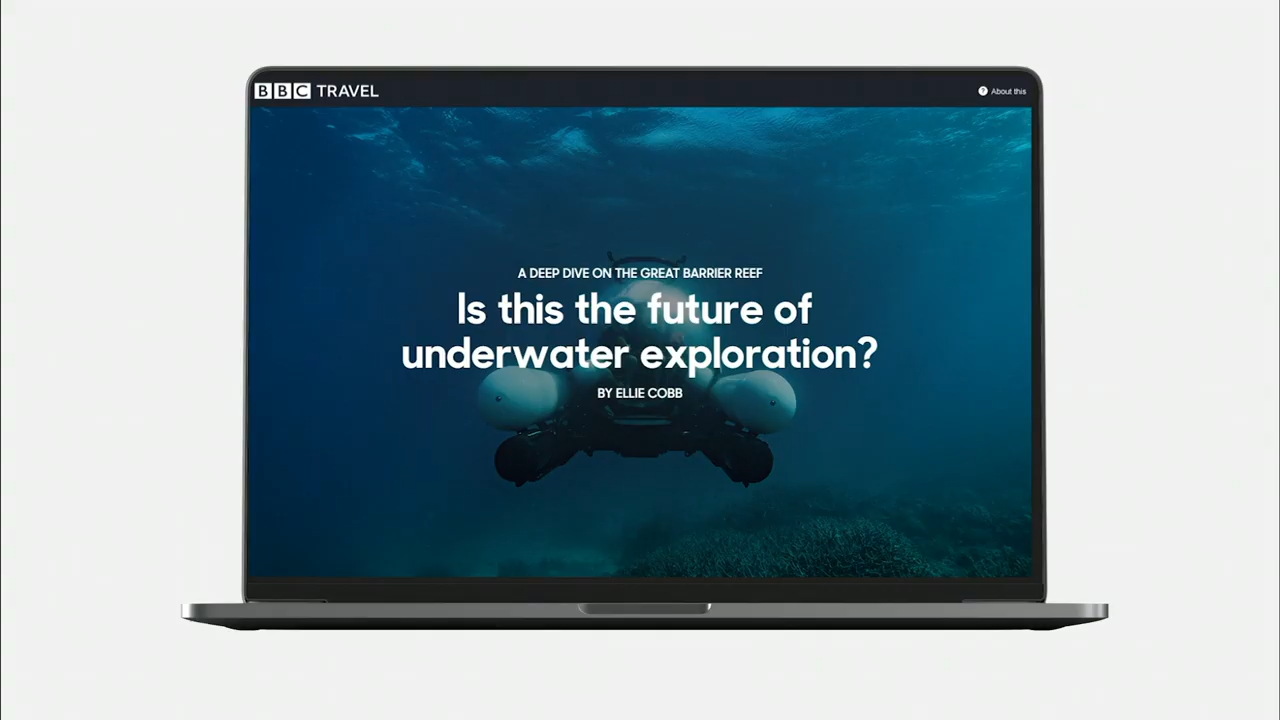 BBC TRAVEL
? About this
A DEEP DIVE ON THE GREAT BARRIER REEF
Is this the future of
underwater exploration?
BY ELLIE COBB